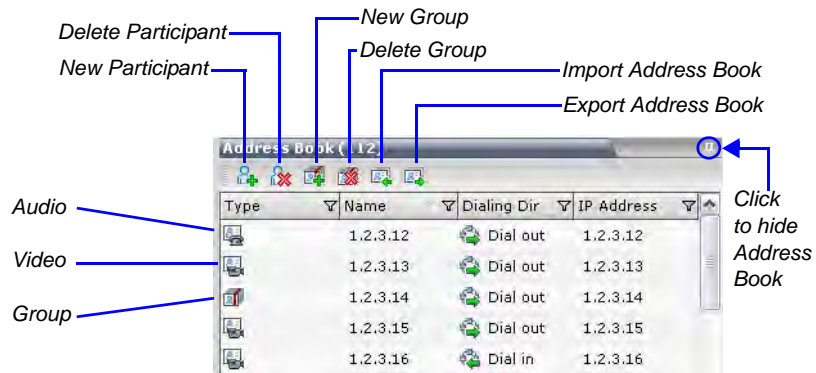 New Group
Delete Participant
Delete Group
New Participant
Import Address Book
Export Address Book
Address Book (112)
Type Name Dialing Dir IP Address
Audio
1.2.3.12 Dial out 1.2.3.12
Video
1.2.3.13 Dial out 1.2.3.13
Group
1.2.3.14 Dial out 1.2.3.14
1.2.3.15 Dial out 1.2.3.15
1.2.3.16 Dial in 1.2.3.16
Click
to hide
Address
Book